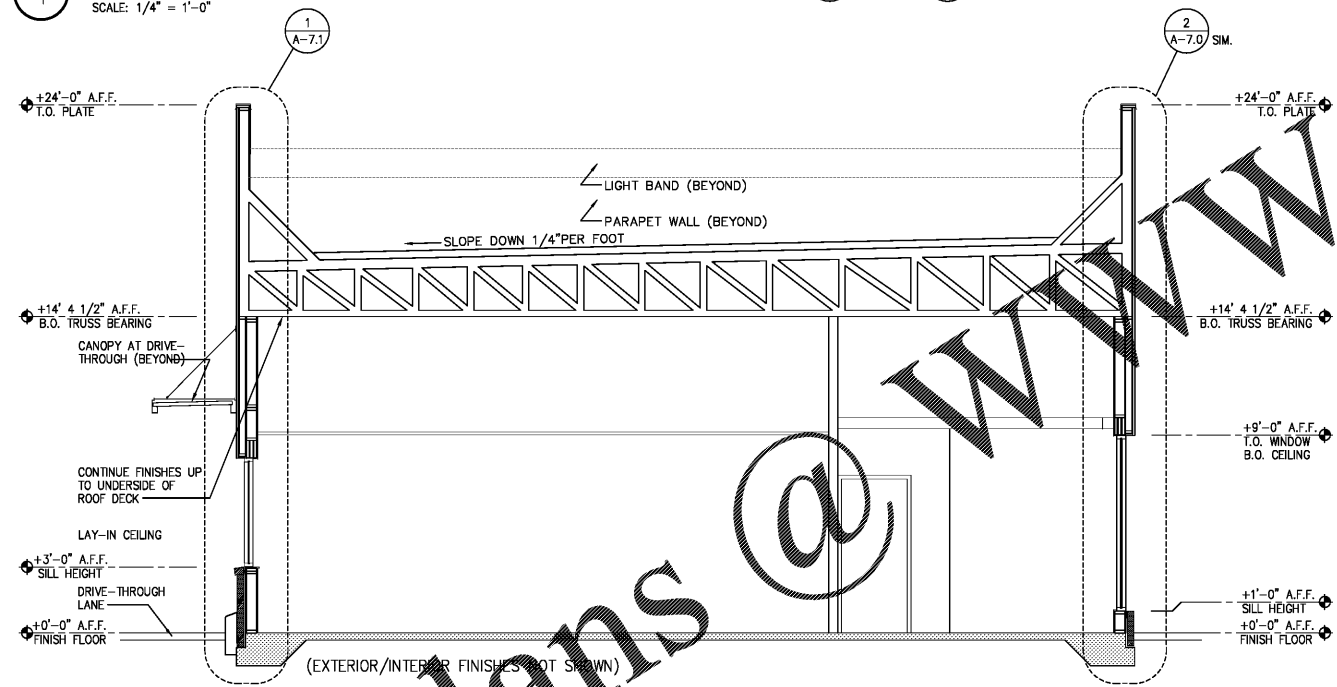 1
SCALE: 1/4" = 1'-0"
1
A-7.1
2
A-7.0
SIM.
+24'-0" A.F.F.
T.O. PLATE
+24'-0" A.F.F.
T.O. PLATE
LIGHT BAND (BEYOND)
PARAPET WALL (BEYOND)
SLOPE DOWN 1/4"PER FOOT
+14' 4 1/2" A.F.F.
B.O. TRUSS BEARING
+14' 4 1/2" A.F.F.
B.O. TRUSS BEARING
CANOPY AT DRIVE-
THROUGH (BEYOND)
+9'-0" A.F.F.
T.O. WINDOW
B.O. CEILING
CONTINUE FINISHES UP
TO UNDERSIDE OF
ROOF DECK
LAY-IN CEILING
+3'-0" A.F.F.
SILL HEIGHT
DRIVE-THROUGH
LANE
+0'-0" A.F.F.
FINISH FLOOR
+1'-0" A.F.F.
SILL HEIGHT
+0'-0" A.F.F.
FINISH FLOOR
(EXTERIOR/INTERIOR FINISHES NOT SHOWN)
lans @ WWW